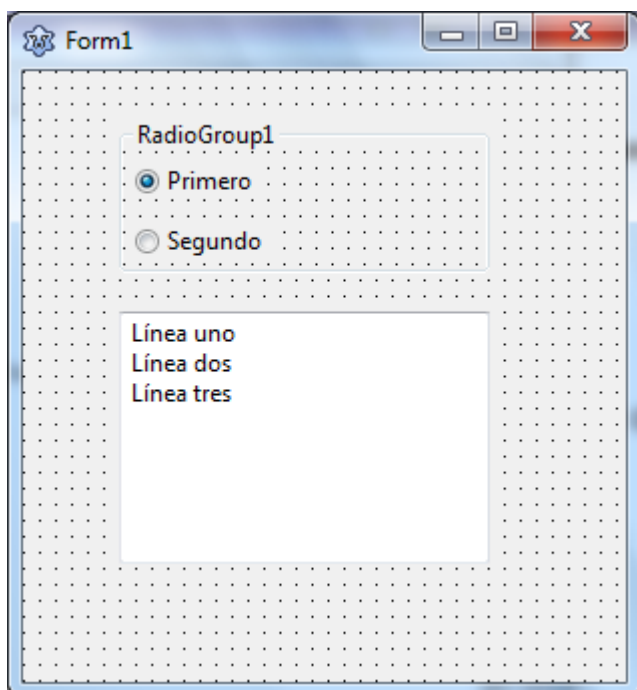 Form1
RadioGroup1
Primero
Segundo
Línea uno
Línea dos
Línea tres